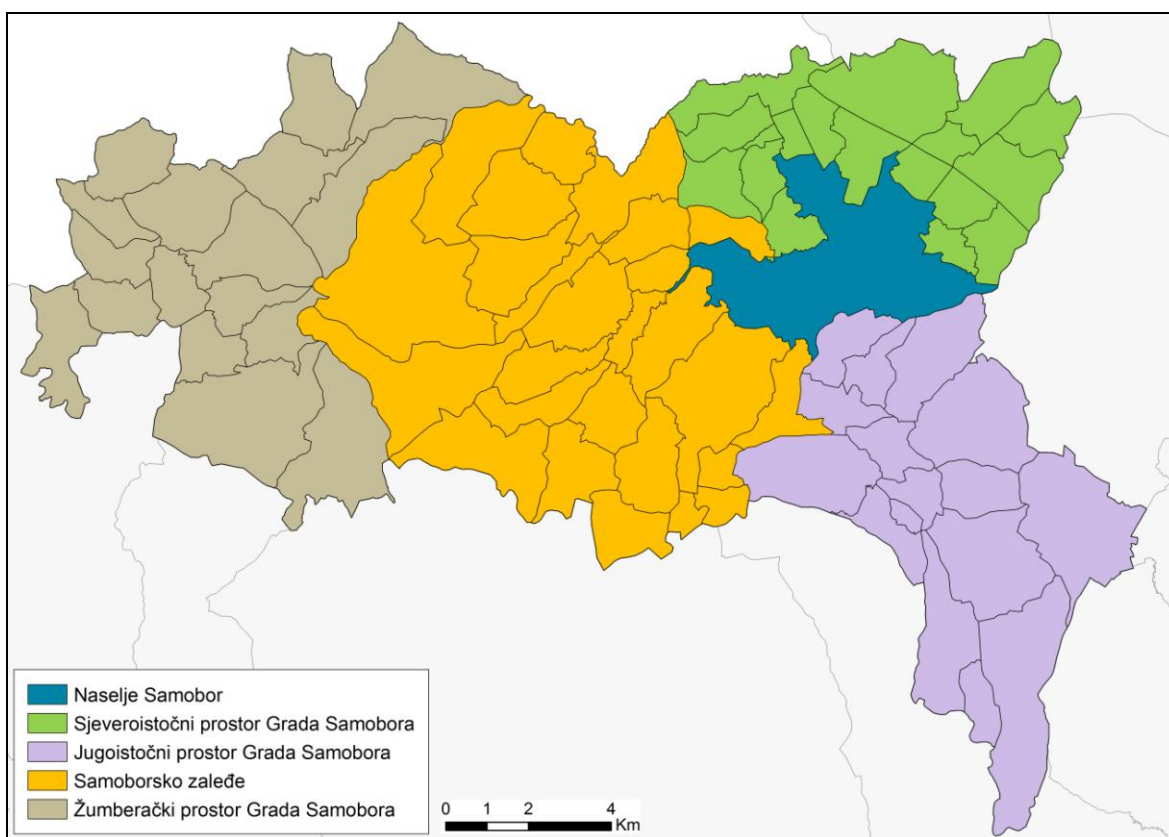 Naselje Samobor
Sjeveroistočni prostor Grada Samobora
Jugoistočni prostor Grada Samobora
Samoborsko zaleđe
Žumberački prostor Grada Samobora
0 1 2 4
Km